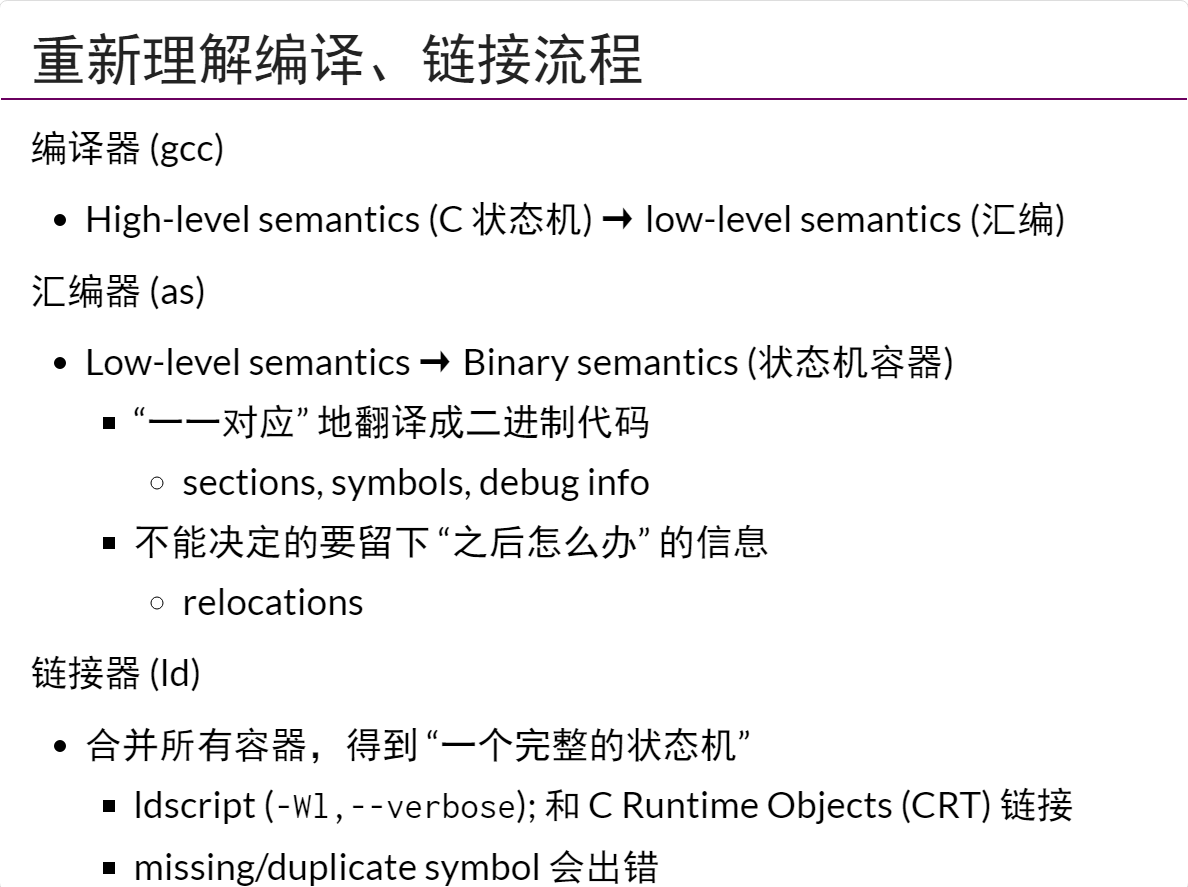 重新理解编译、链接流程
编译器 (gcc)
• High-level semantics (C 状态机) → low-level semantics (汇编)
汇编器 (as)
• Low-level semantics → Binary semantics (状态机容器)
▪ “一一对应” 地翻译成二进制代码
◦ sections, symbols, debug info
▪ 不能决定的要留下 “之后怎么办” 的信息
◦ relocations
链接器 (ld)
• 合并所有容器，得到 “一个完整的状态机”
▪ ldscript (-Wl,--verbose); 和 C Runtime Objects (CRT) 链接
▪ missing/duplicate symbol 会出错